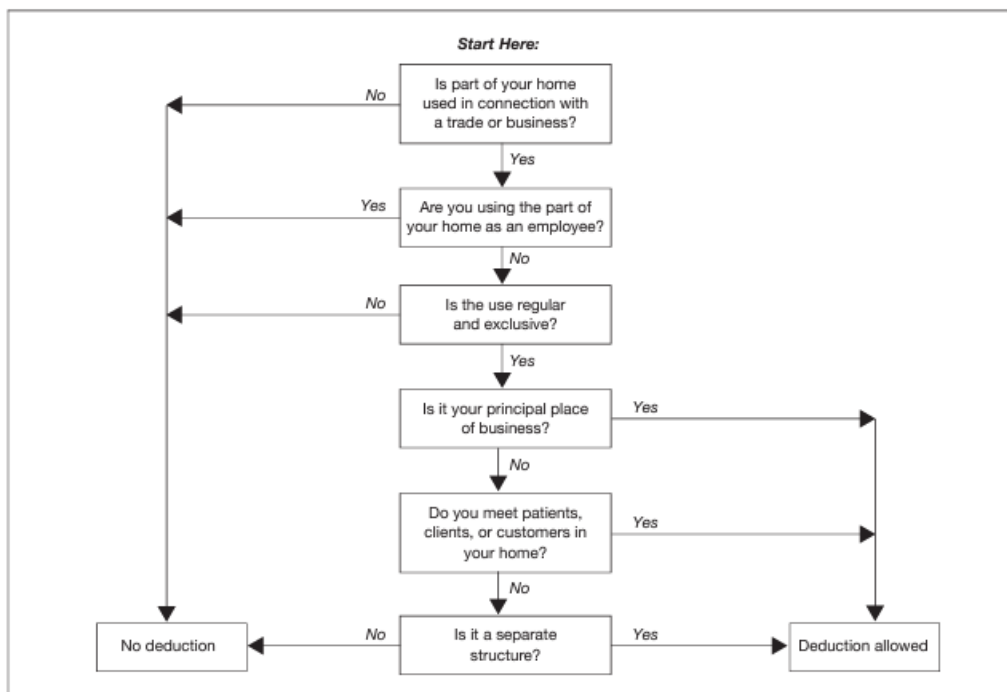 Start Here:
No
Is part of your home
used in connection with
a trade or business?
Yes
Yes
Are you using the part of
your home as an employee?
No
No
Is the use regular
and exclusive?
Yes
Is it your principal place
of business?
Yes
No
Do you meet patients,
clients, or customers in
your home?
Yes
No
No deduction
No
Is it a separate
structure?
Yes
Deduction allowed